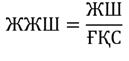 ЖЖШ = ЖШ / ҒҚС